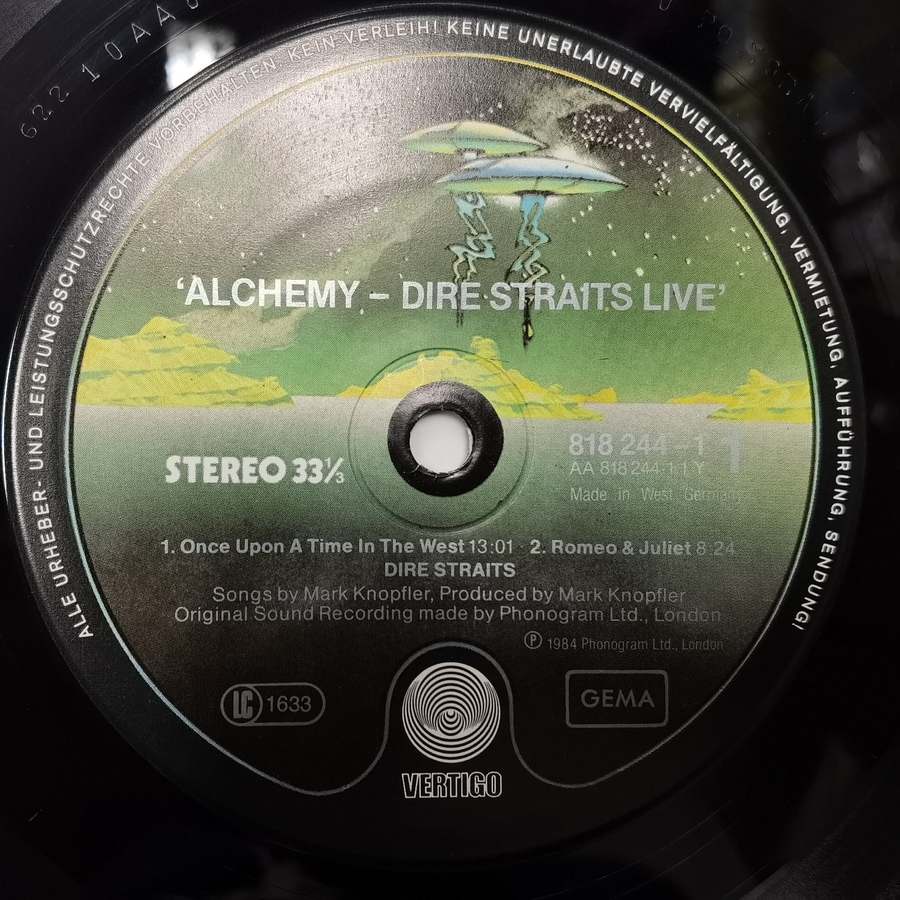 ALLE URHEBER- UND LEISTUNGSSCHUTZRECHTE VORBEHALTEN. KEIN VERLEIH! KEINE UNERLAUBTE VERVIELFÄLTIGUNG, VERMIETUNG, AUFFÜHRUNG, SENDUNG!
‘ALCHEMY – DIRE STRAITS LIVE’
STEREO 33⅓
818 244-1 1
AA 818 244-1 1 Y
Made in West Germany
1. Once Upon A Time In The West 13:01 · 2. Romeo & Juliet 8:24
DIRE STRAITS
Songs by Mark Knopfler, Produced by Mark Knopfler
Original Sound Recording made by Phonogram Ltd., London
℗ 1984 Phonogram Ltd., London
LC 1633
GEMA
VERTIGO